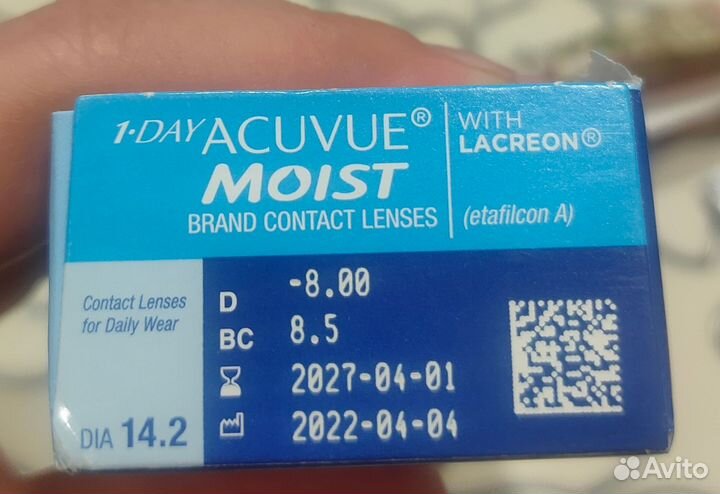 1·DAY ACUVUE® MOIST
BRAND CONTACT LENSES
WITH
LACREON®
(etafilcon A)
Contact Lenses
for Daily Wear
DIA 14.2
D -8.00
BC 8.5
2027-04-01
2022-04-04
Avito